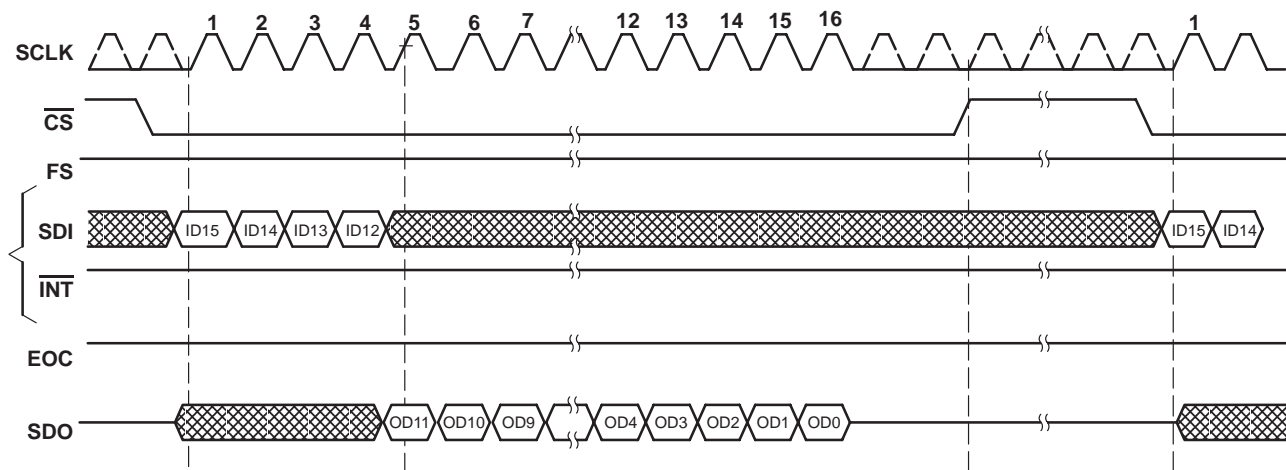 1 2 3 4 5 6 7 12 13 14 15 16 1
SCLK
CS
FS
SDI ID15 ID14 ID13 ID12 ID15 ID14
INT
EOC
SDO OD11 OD10 OD9 OD4 OD3 OD2 OD1 OD0